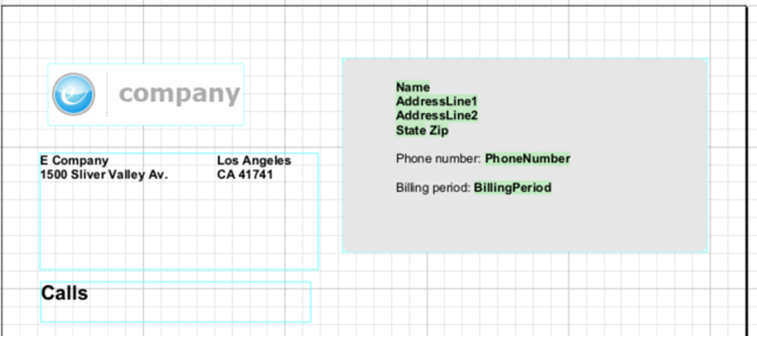 company
E Company Los Angeles
1500 Sliver Valley Av. CA 41741
Name
AddressLine1
AddressLine2
State Zip
Phone number: PhoneNumber
Billing period: BillingPeriod
Calls